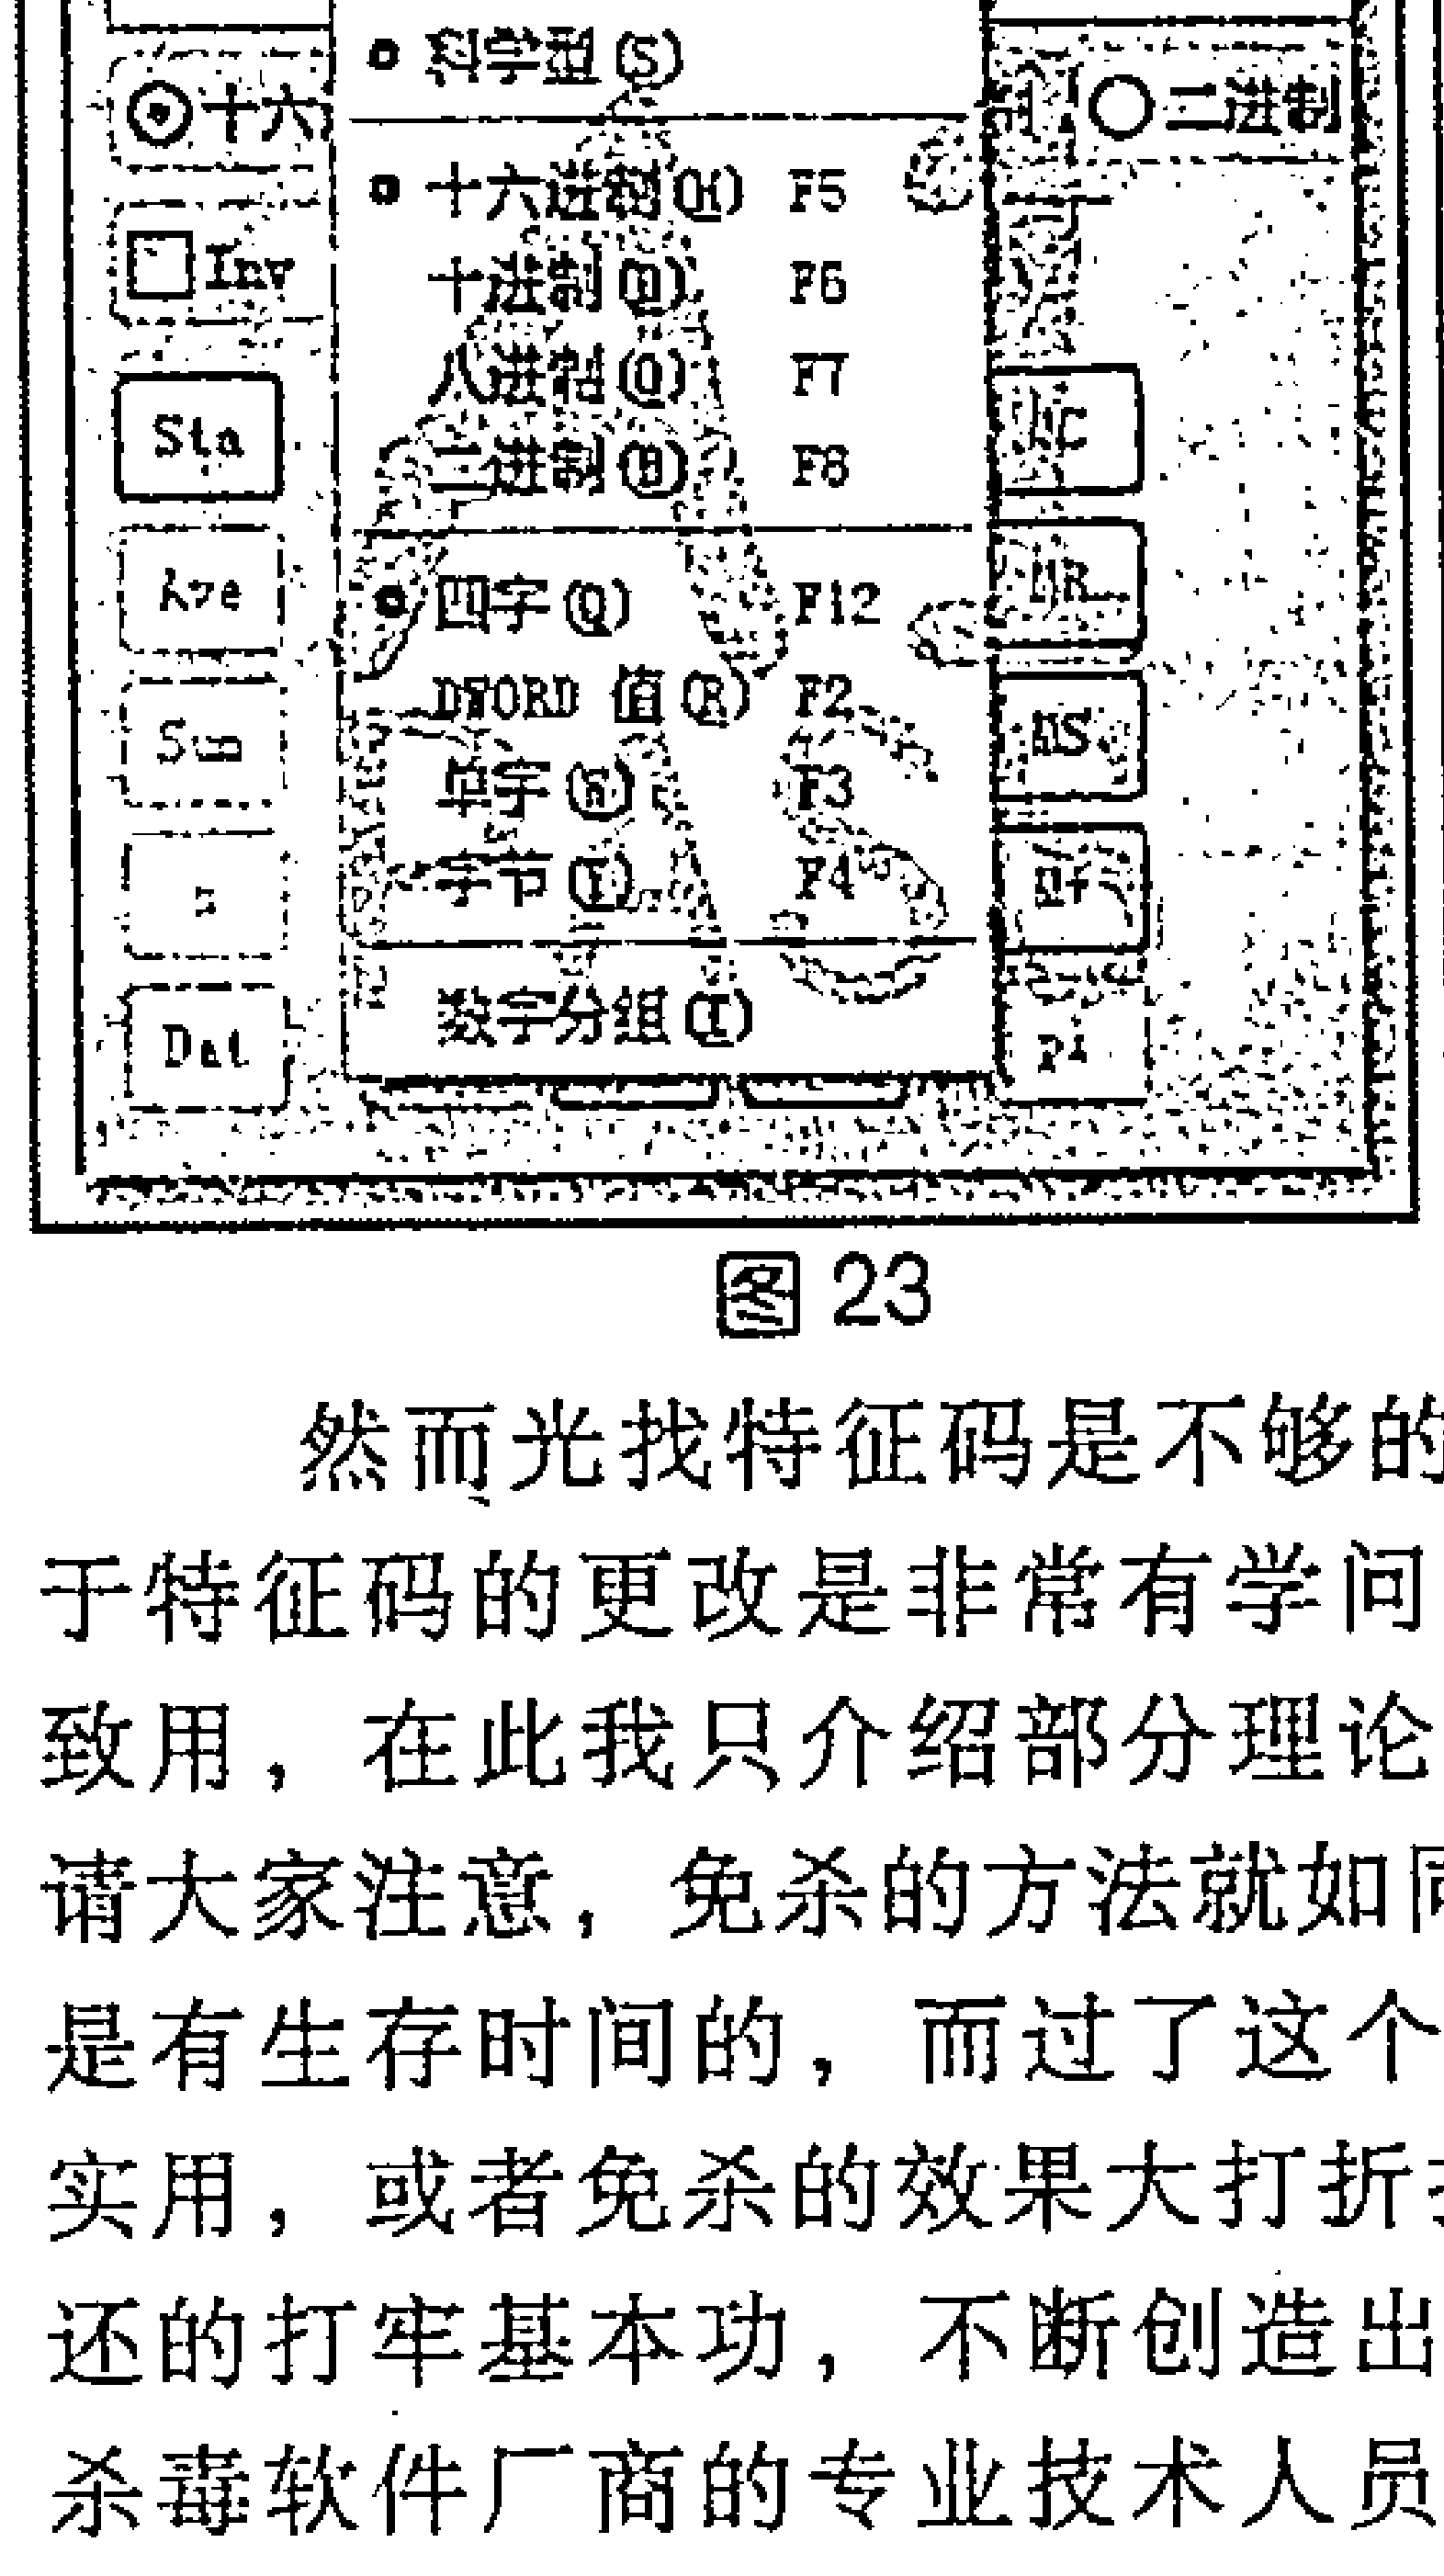 科学型(S)
十六 二进制
十六进制(H) F5
Inv 十进制(D) F6
八进制(O) F7
Sta 二进制(B) F8
Ave 四字(Q) F12
DWORD 值(R) F2
Sum 单字 F3
字节 F4
Dat 数字分组(I) Pi
图 23
然而光找特征码是不够的
于特征码的更改是非常有学问
致用，在此我只介绍部分理论
请大家注意，免杀的方法就如同
是有生存时间的，而过了这个
实用，或者免杀的效果大打折
还的打牢基本功，不断创造出
杀毒软件厂商的专业技术人员